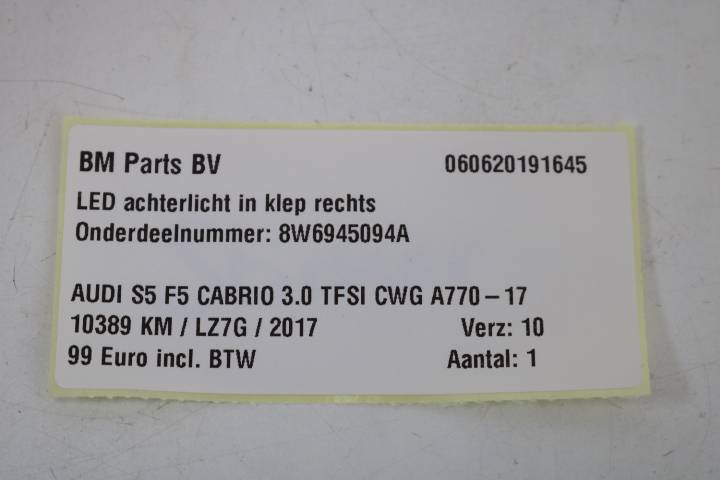 BM Parts BV 060620191645
LED achterlicht in klep rechts
Onderdeelnummer: 8W6945094A
AUDI S5 F5 CABRIO 3.0 TFSI CWG A770-17
10389 KM / LZ7G / 2017 Verz: 10
99 Euro incl. BTW Aantal: 1